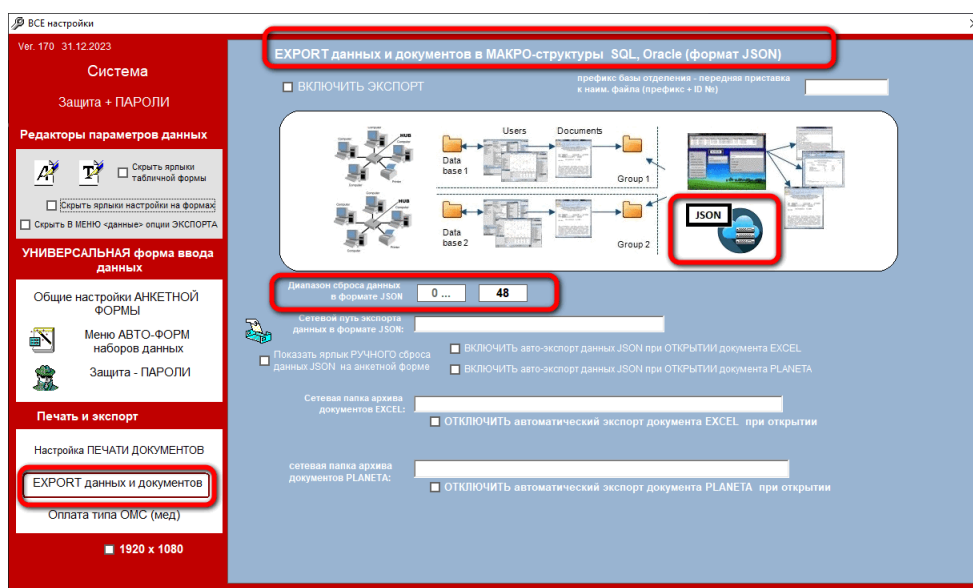 ВСЕ настройки
Ver. 170 31.12.2023
Система
Защита + ПАРОЛИ
Редакторы параметров данных
Скрыть ярлыки
табличной формы
Скрыть ярлыки настройки на формах
Скрыть В МЕНЮ <данные> опции ЭКСПОРТА
УНИВЕРСАЛЬНАЯ форма ввода
данных
Общие настройки АНКЕТНОЙ
ФОРМЫ
Меню АВТО-ФОРМ
наборов данных
Защита - ПАРОЛИ
Печать и экспорт
Настройка ПЕЧАТИ ДОКУМЕНТОВ
EXPORT данных и документов
Оплата типа ОМС (мед)
1920 x 1080
EXPORT данных и документов в МАКРО-структуры SQL, Oracle (формат JSON)
ВКЛЮЧИТЬ ЭКСПОРТ
префикс базы отделения - передняя приставка
к наим. файла (префикс + ID №)
HUB
Users
Documents
Data
base 1
Group 1
HUB
Data
base 2
Group 2
JSON
Диапазон сброса данных
в формате JSON
0 ...
48
Сетевой путь экспорта
данных в формате JSON:
Показать ярлык РУЧНОГО сброса
данных JSON на анкетной форме
ВКЛЮЧИТЬ авто-экспорт данных JSON при ОТКРЫТИИ документа EXCEL
ВКЛЮЧИТЬ авто-экспорт данных JSON при ОТКРЫТИИ документа PLANETA
Сетевая папка архива
документов EXCEL:
ОТКЛЮЧИТЬ автоматический экспорт документа EXCEL при открытии
сетевая папка архива
документов PLANETA:
ОТКЛЮЧИТЬ автоматический экспорт документа PLANETA при открытии